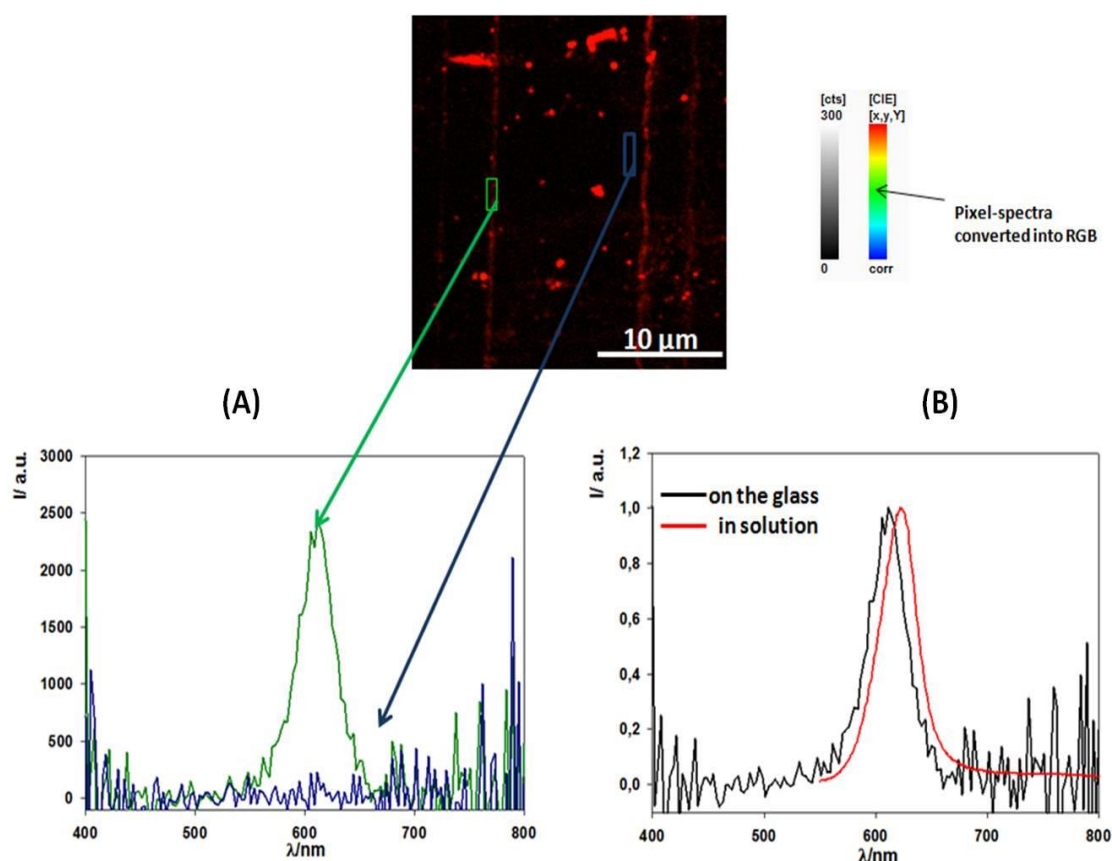 [cts]
[CIE]
300
[x,y,Y]
0
corr
Pixel-spectra
converted into RGB
10 µm
(A)
(B)
I/ a.u.
3000
2500
2000
1500
1000
500
0
400
500
600
700
800
λ/nm
I/ a.u.
1,2
1,0
0,8
0,6
0,4
0,2
0,0
on the glass
in solution
400
500
600
700
800
λ/nm